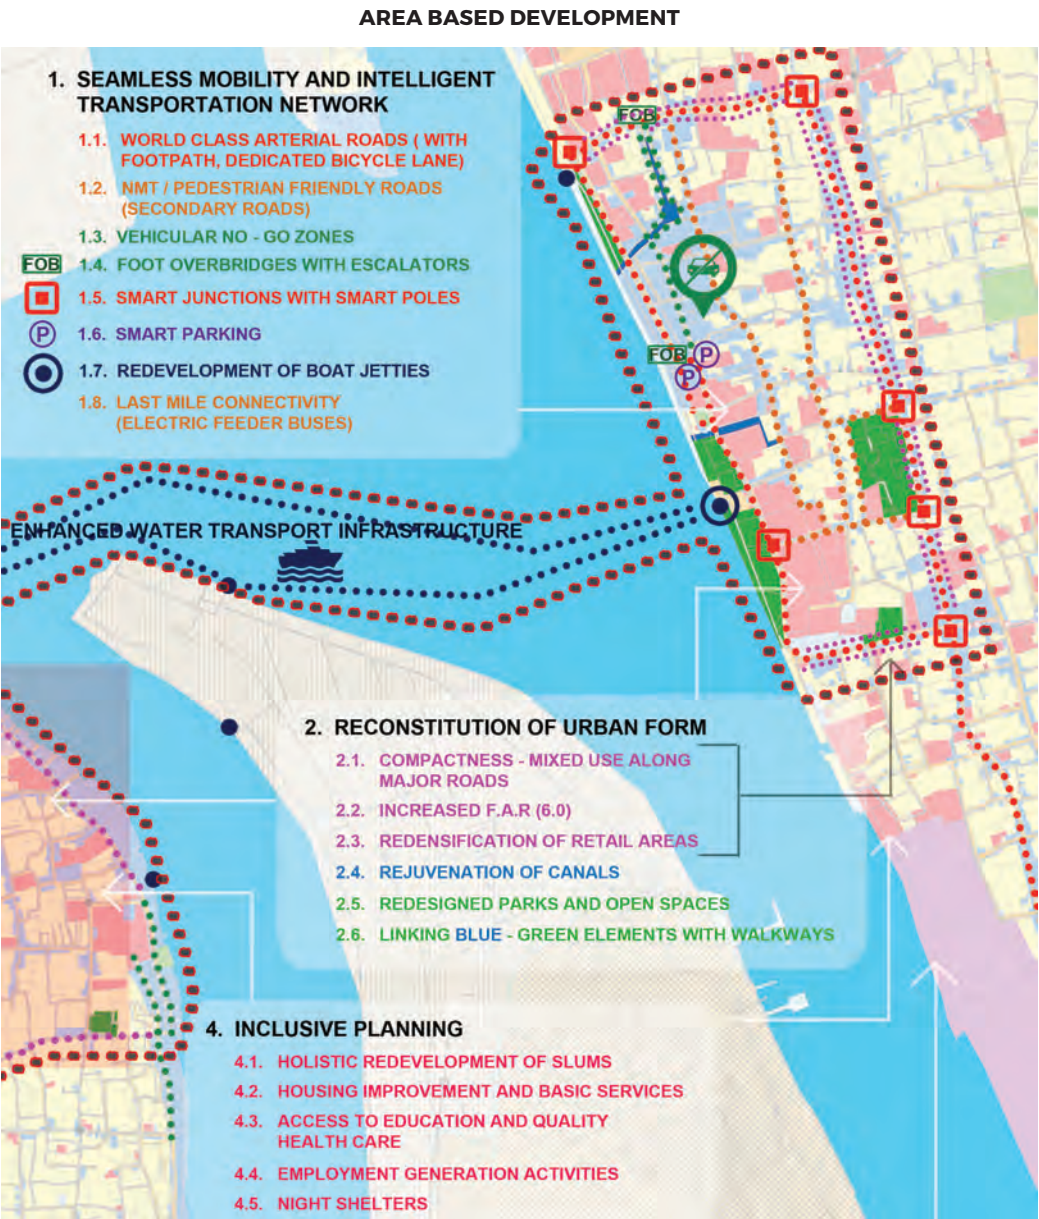 AREA BASED DEVELOPMENT
1. SEAMLESS MOBILITY AND INTELLIGENT
TRANSPORTATION NETWORK
1.1. WORLD CLASS ARTERIAL ROADS ( WITH
FOOTPATH, DEDICATED BICYCLE LANE)
1.2. NMT / PEDESTRIAN FRIENDLY ROADS
(SECONDARY ROADS)
1.3. VEHICULAR NO - GO ZONES
FOB 1.4. FOOT OVERBRIDGES WITH ESCALATORS
1.5. SMART JUNCTIONS WITH SMART POLES
P 1.6. SMART PARKING
1.7. REDEVELOPMENT OF BOAT JETTIES
1.8. LAST MILE CONNECTIVITY
(ELECTRIC FEEDER BUSES)
FOB
FOB
P
P
ENHANCED WATER TRANSPORT INFRASTRUCTURE
2. RECONSTITUTION OF URBAN FORM
2.1. COMPACTNESS - MIXED USE ALONG
MAJOR ROADS
2.2. INCREASED F.A.R (6.0)
2.3. REDENSIFICATION OF RETAIL AREAS
2.4. REJUVENATION OF CANALS
2.5. REDESIGNED PARKS AND OPEN SPACES
2.6. LINKING BLUE - GREEN ELEMENTS WITH WALKWAYS
4. INCLUSIVE PLANNING
4.1. HOLISTIC REDEVELOPMENT OF SLUMS
4.2. HOUSING IMPROVEMENT AND BASIC SERVICES
4.3. ACCESS TO EDUCATION AND QUALITY
HEALTH CARE
4.4. EMPLOYMENT GENERATION ACTIVITIES
4.5. NIGHT SHELTERS